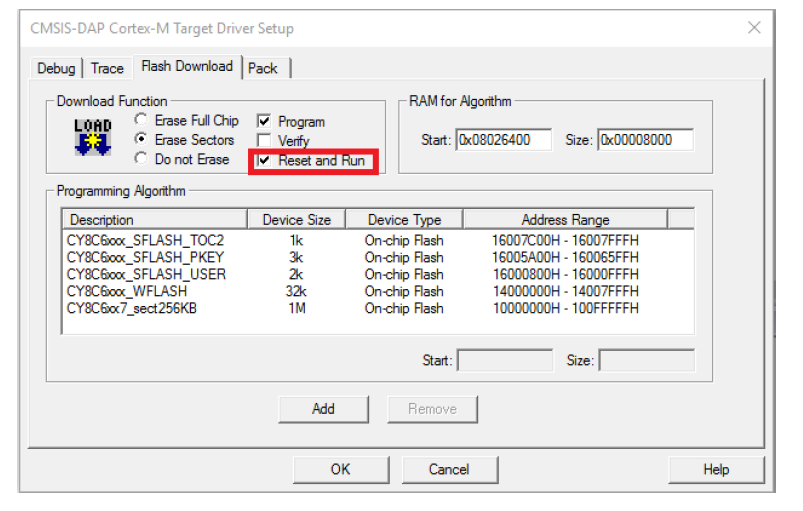 CMSIS-DAP Cortex-M Target Driver Setup
Debug Trace Flash Download Pack
Download Function
LOAD
Erase Full Chip
Erase Sectors
Do not Erase
Program
Verify
Reset and Run
RAM for Algorithm
Start: 0x08026400 Size: 0x00008000
Programming Algorithm
Description Device Size Device Type Address Range
CY8C6xxx_SFLASH_TOC2 1k On-chip Flash 16007C00H - 16007FFFH
CY8C6xxx_SFLASH_PKEY 3k On-chip Flash 16005A00H - 160065FFH
CY8C6xxx_SFLASH_USER 2k On-chip Flash 16000800H - 16000FFFH
CY8C6xxx_WFLASH 32k On-chip Flash 14000000H - 14007FFFH
CY8C6xx7_sect256KB 1M On-chip Flash 10000000H - 100FFFFFH
Start: Size:
Add Remove
OK Cancel Help